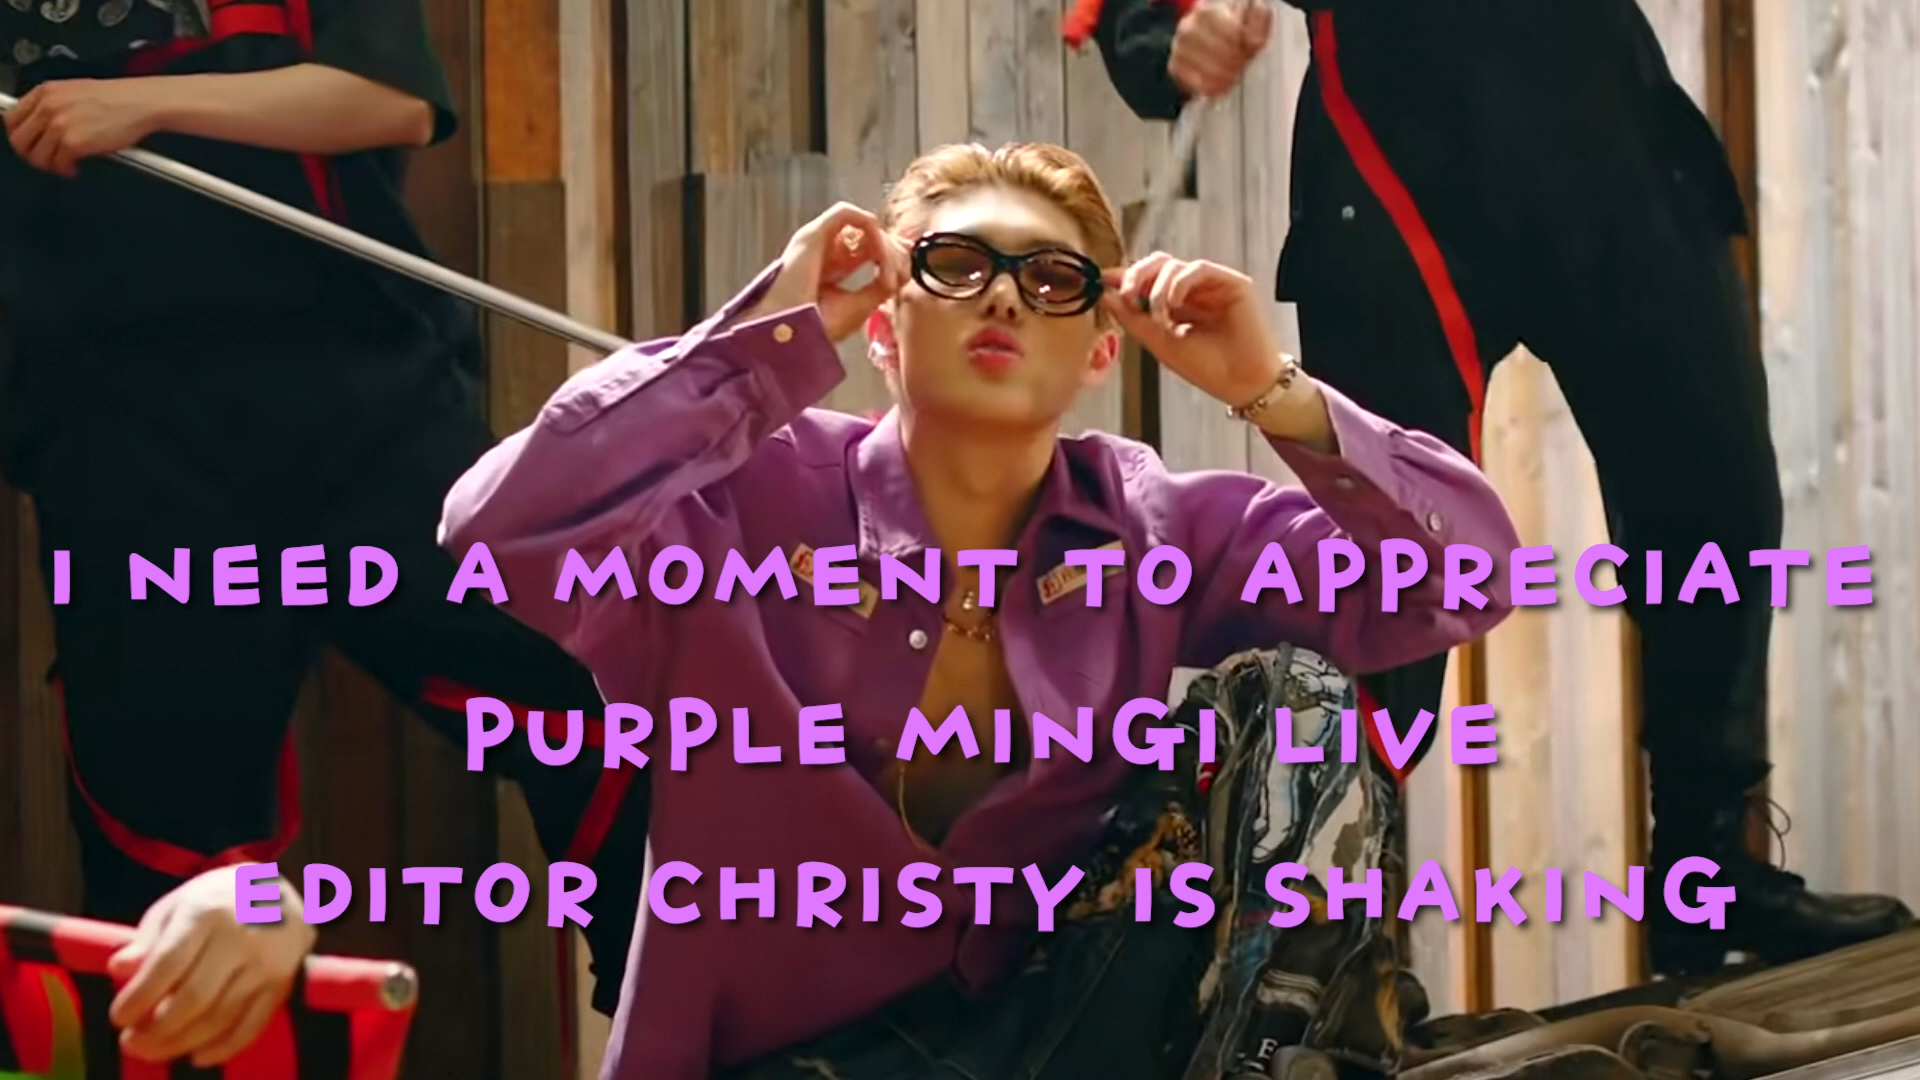 I NEED A MOMENT TO APPRECIATE
PURPLE MINGI LIVE
EDITOR CHRISTY IS SHAKING